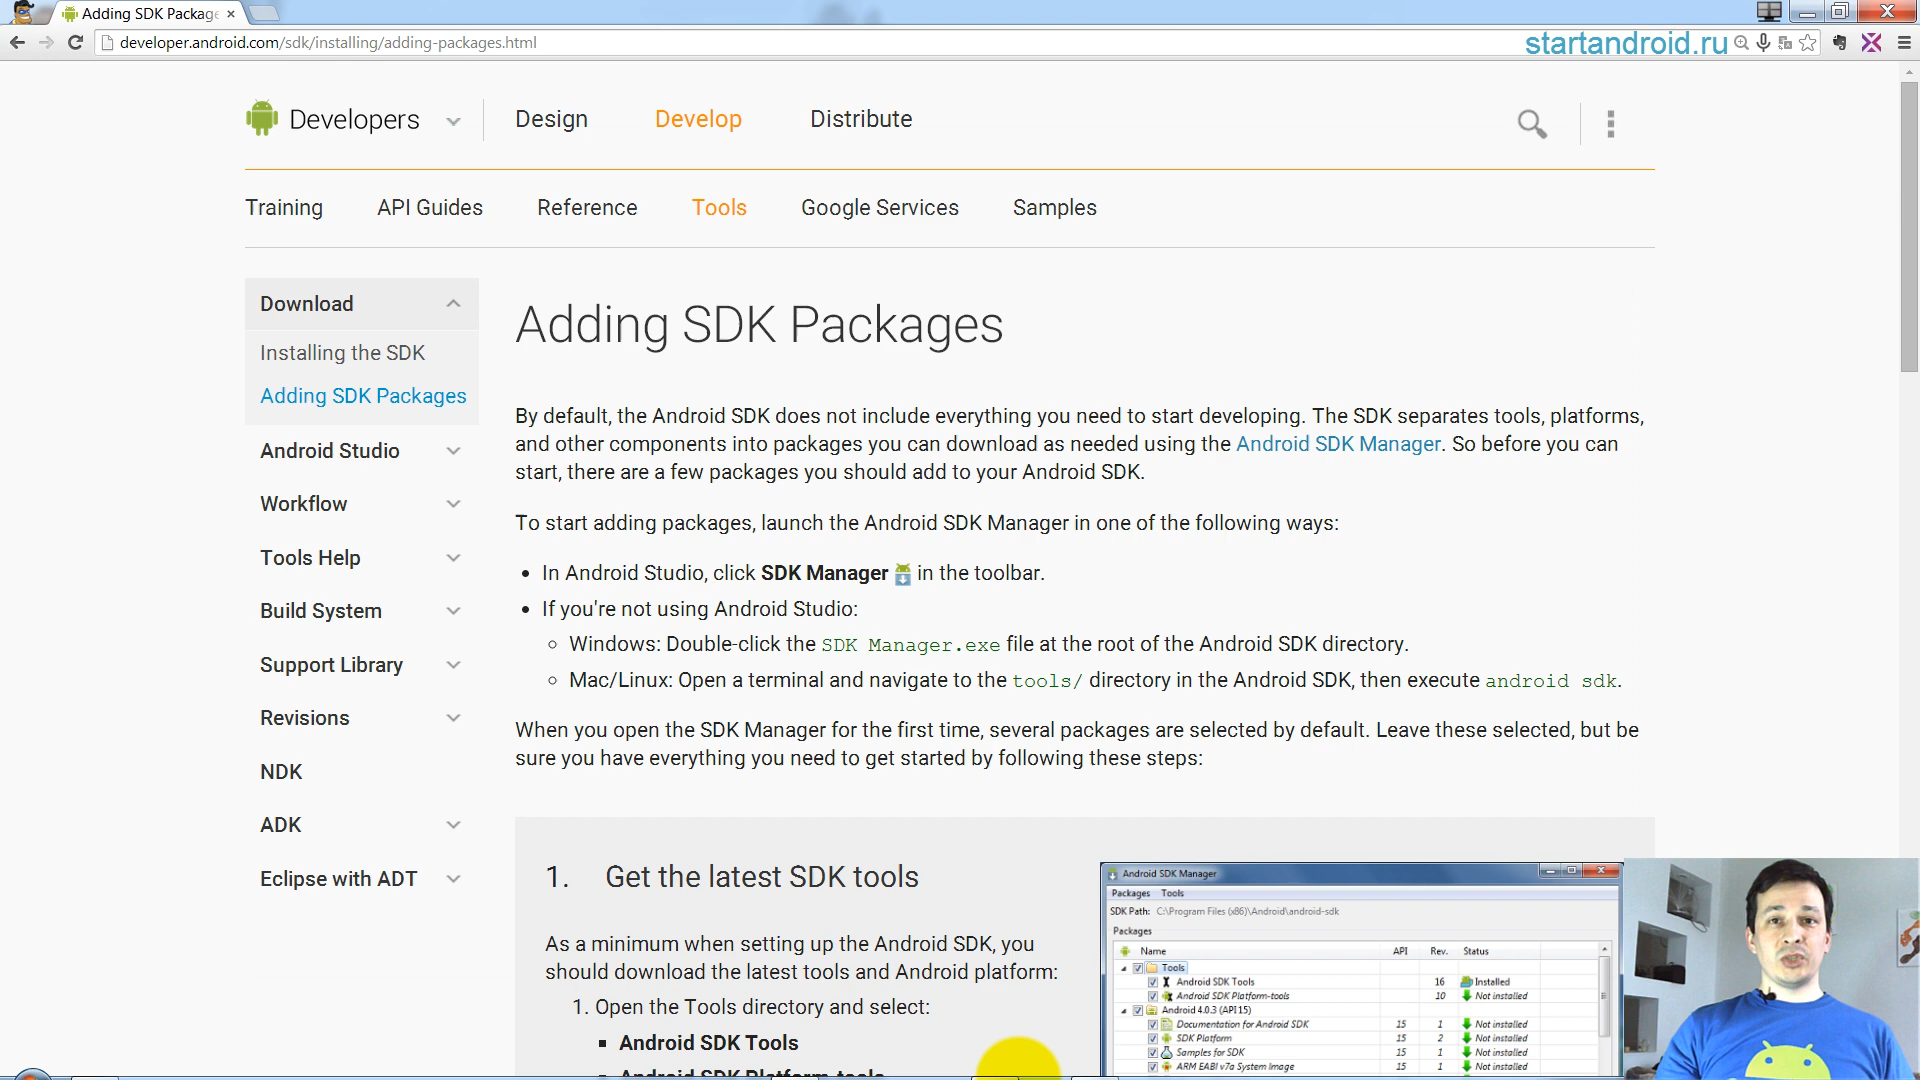 Adding SDK Package
developer.android.com/sdk/installing/adding-packages.html
startandroid.ru
Developers
Design
Develop
Distribute
Training
API Guides
Reference
Tools
Google Services
Samples
Download
Installing the SDK
Adding SDK Packages
Android Studio
Workflow
Tools Help
Build System
Support Library
Revisions
NDK
ADK
Eclipse with ADT
Adding SDK Packages
By default, the Android SDK does not include everything you need to start developing. The SDK separates tools, platforms,
and other components into packages you can download as needed using the Android SDK Manager. So before you can
start, there are a few packages you should add to your Android SDK.
To start adding packages, launch the Android SDK Manager in one of the following ways:
• In Android Studio, click SDK Manager in the toolbar.
• If you're not using Android Studio:
◦ Windows: Double-click the SDK Manager.exe file at the root of the Android SDK directory.
◦ Mac/Linux: Open a terminal and navigate to the tools/ directory in the Android SDK, then execute android sdk.
When you open the SDK Manager for the first time, several packages are selected by default. Leave these selected, but be
sure you have everything you need to get started by following these steps:
1. Get the latest SDK tools
As a minimum when setting up the Android SDK, you
should download the latest tools and Android platform:
1. Open the Tools directory and select:
▪ Android SDK Tools
Android SDK Platform-tools
Android SDK Manager
Packages Tools
SDK Path: C:\Program Files (x86)\Android\android-sdk
Packages
Name API Rev. Status
Tools
Android SDK Tools 16 Installed
Android SDK Platform-tools 10 Not installed
Android 4.0.3 (API 15)
Documentation for Android SDK 15 1 Not installed
SDK Platform 15 2 Not installed
Samples for SDK 15 1 Not installed
ARM EABI v7a System Image 15 1 Not installed